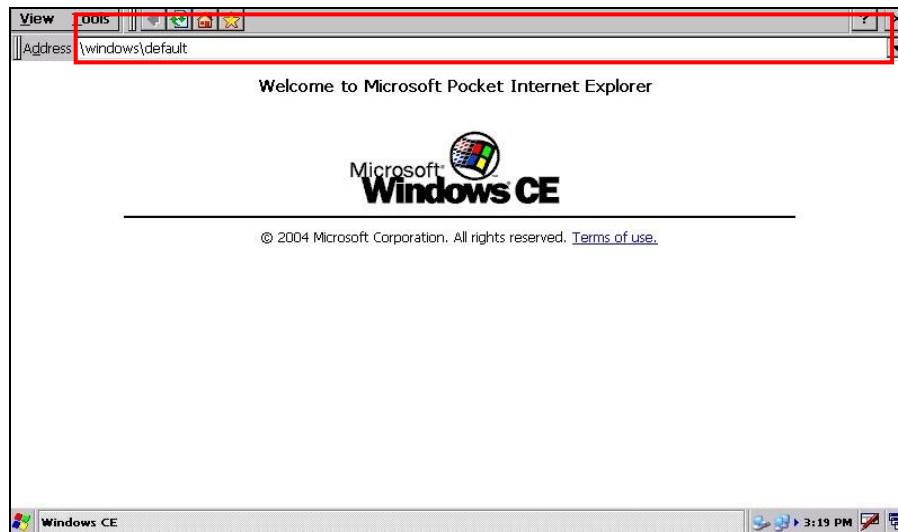 View Tools ?
Address \windows\default
Welcome to Microsoft Pocket Internet Explorer
Microsoft
Windows CE
© 2004 Microsoft Corporation. All rights reserved. Terms of use.
Windows CE 3:19 PM